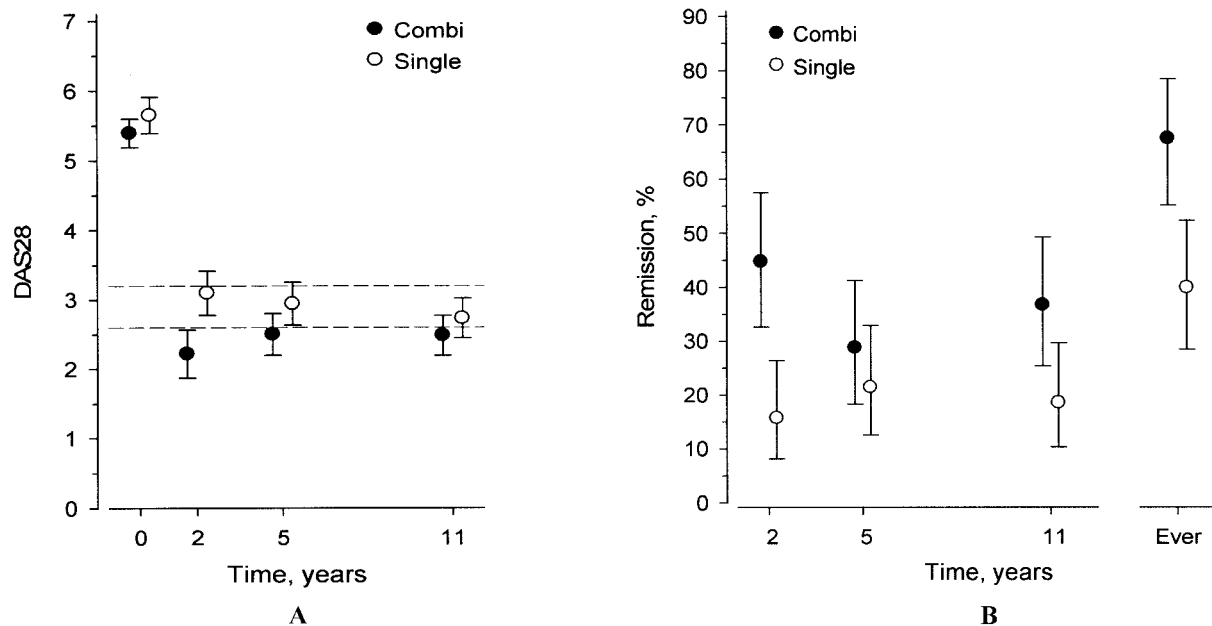 7
6
5
4
3
2
1
0
DAS28
Combi
Single
0 2 5 11
Time, years
A
90
80
70
60
50
40
30
20
10
0
Remission, %
Combi
Single
2 5 11 Ever
Time, years
B